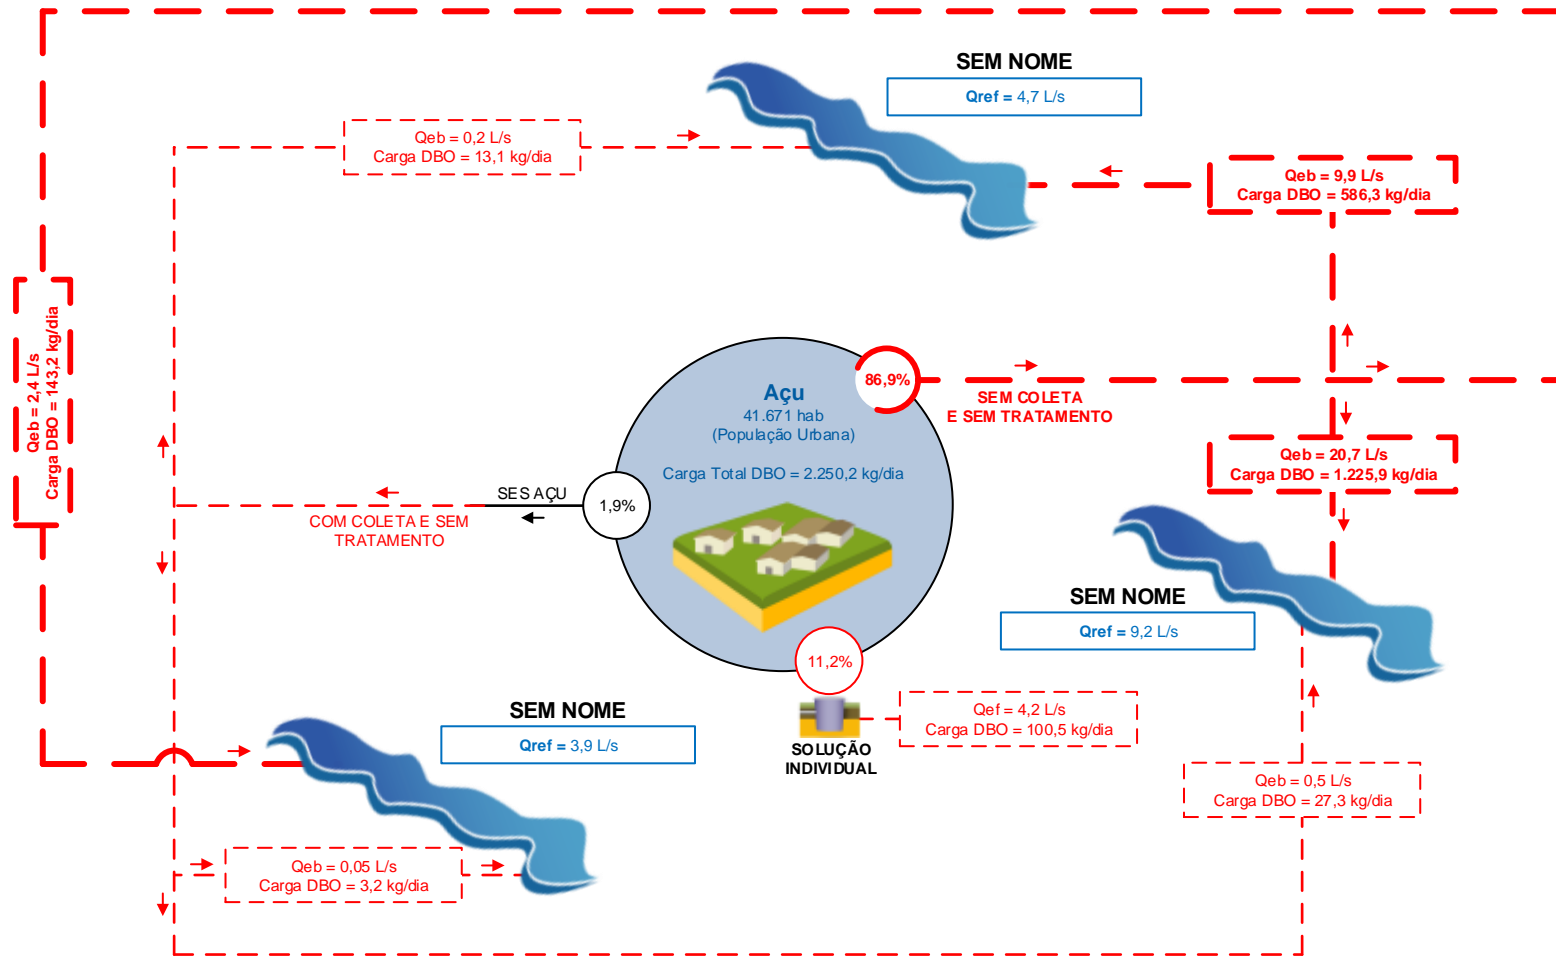 SEM NOME
Qref = 4,7 L/s
Qeb = 0,2 L/s
Carga DBO = 13,1 kg/dia
Qeb = 9,9 L/s
Carga DBO = 586,3 kg/dia
Qeb = 2,4 L/s
Carga DBO = 143,2 kg/dia
86,9%
SEM COLETA
E SEM TRATAMENTO
Açu
41.671 hab
(População Urbana)
Carga Total DBO = 2.250,2 kg/dia
Qeb = 20,7 L/s
Carga DBO = 1.225,9 kg/dia
SES AÇU
1,9%
COM COLETA E SEM
TRATAMENTO
SEM NOME
Qref = 9,2 L/s
11,2%
SOLUÇÃO
INDIVIDUAL
Qef = 4,2 L/s
Carga DBO = 100,5 kg/dia
SEM NOME
Qref = 3,9 L/s
Qeb = 0,5 L/s
Carga DBO = 27,3 kg/dia
Qeb = 0,05 L/s
Carga DBO = 3,2 kg/dia